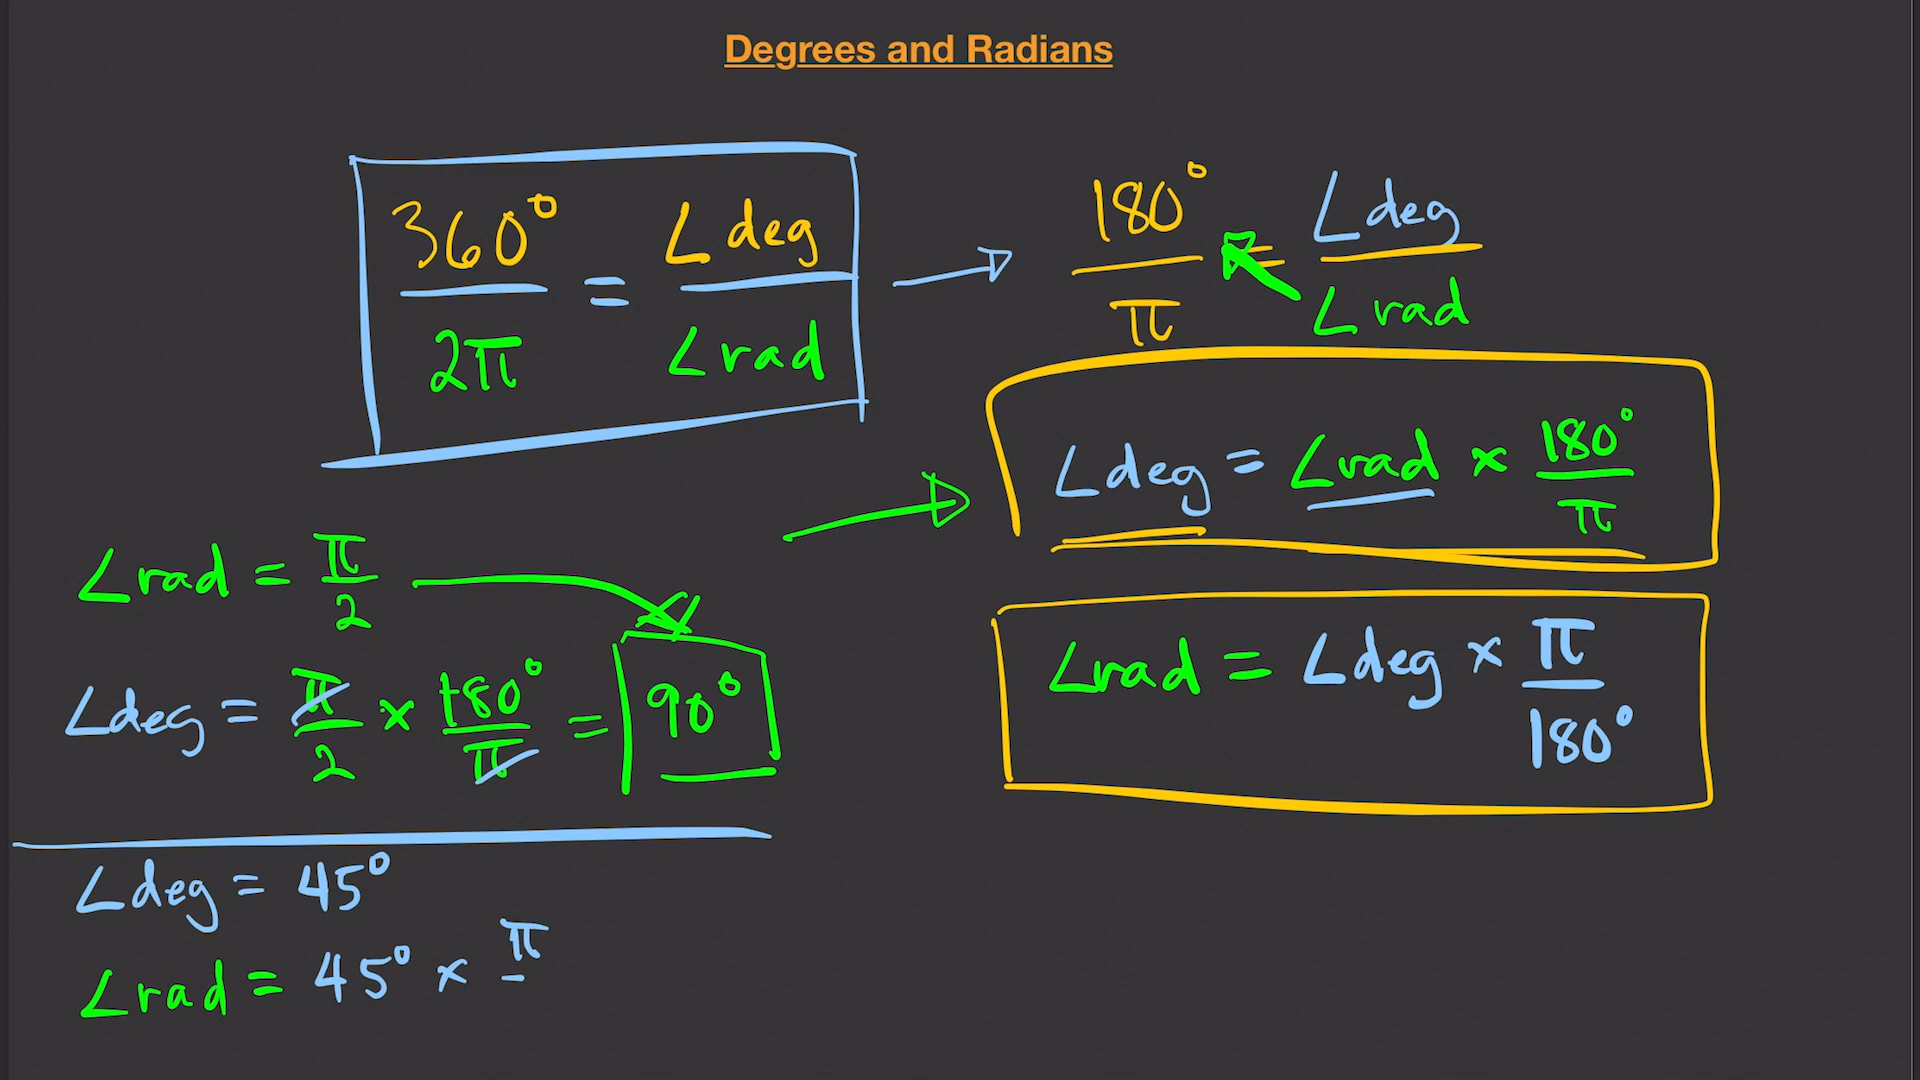 Degrees and Radians
360° / 2π = ∠deg / ∠rad → 180° / π = ∠deg / ∠rad
∠deg = ∠rad × 180° / π
∠rad = ∠deg × π / 180°
∠rad = π / 2
∠deg = π / 2 × 180° / π = 90°
∠deg = 45°
∠rad = 45° × π